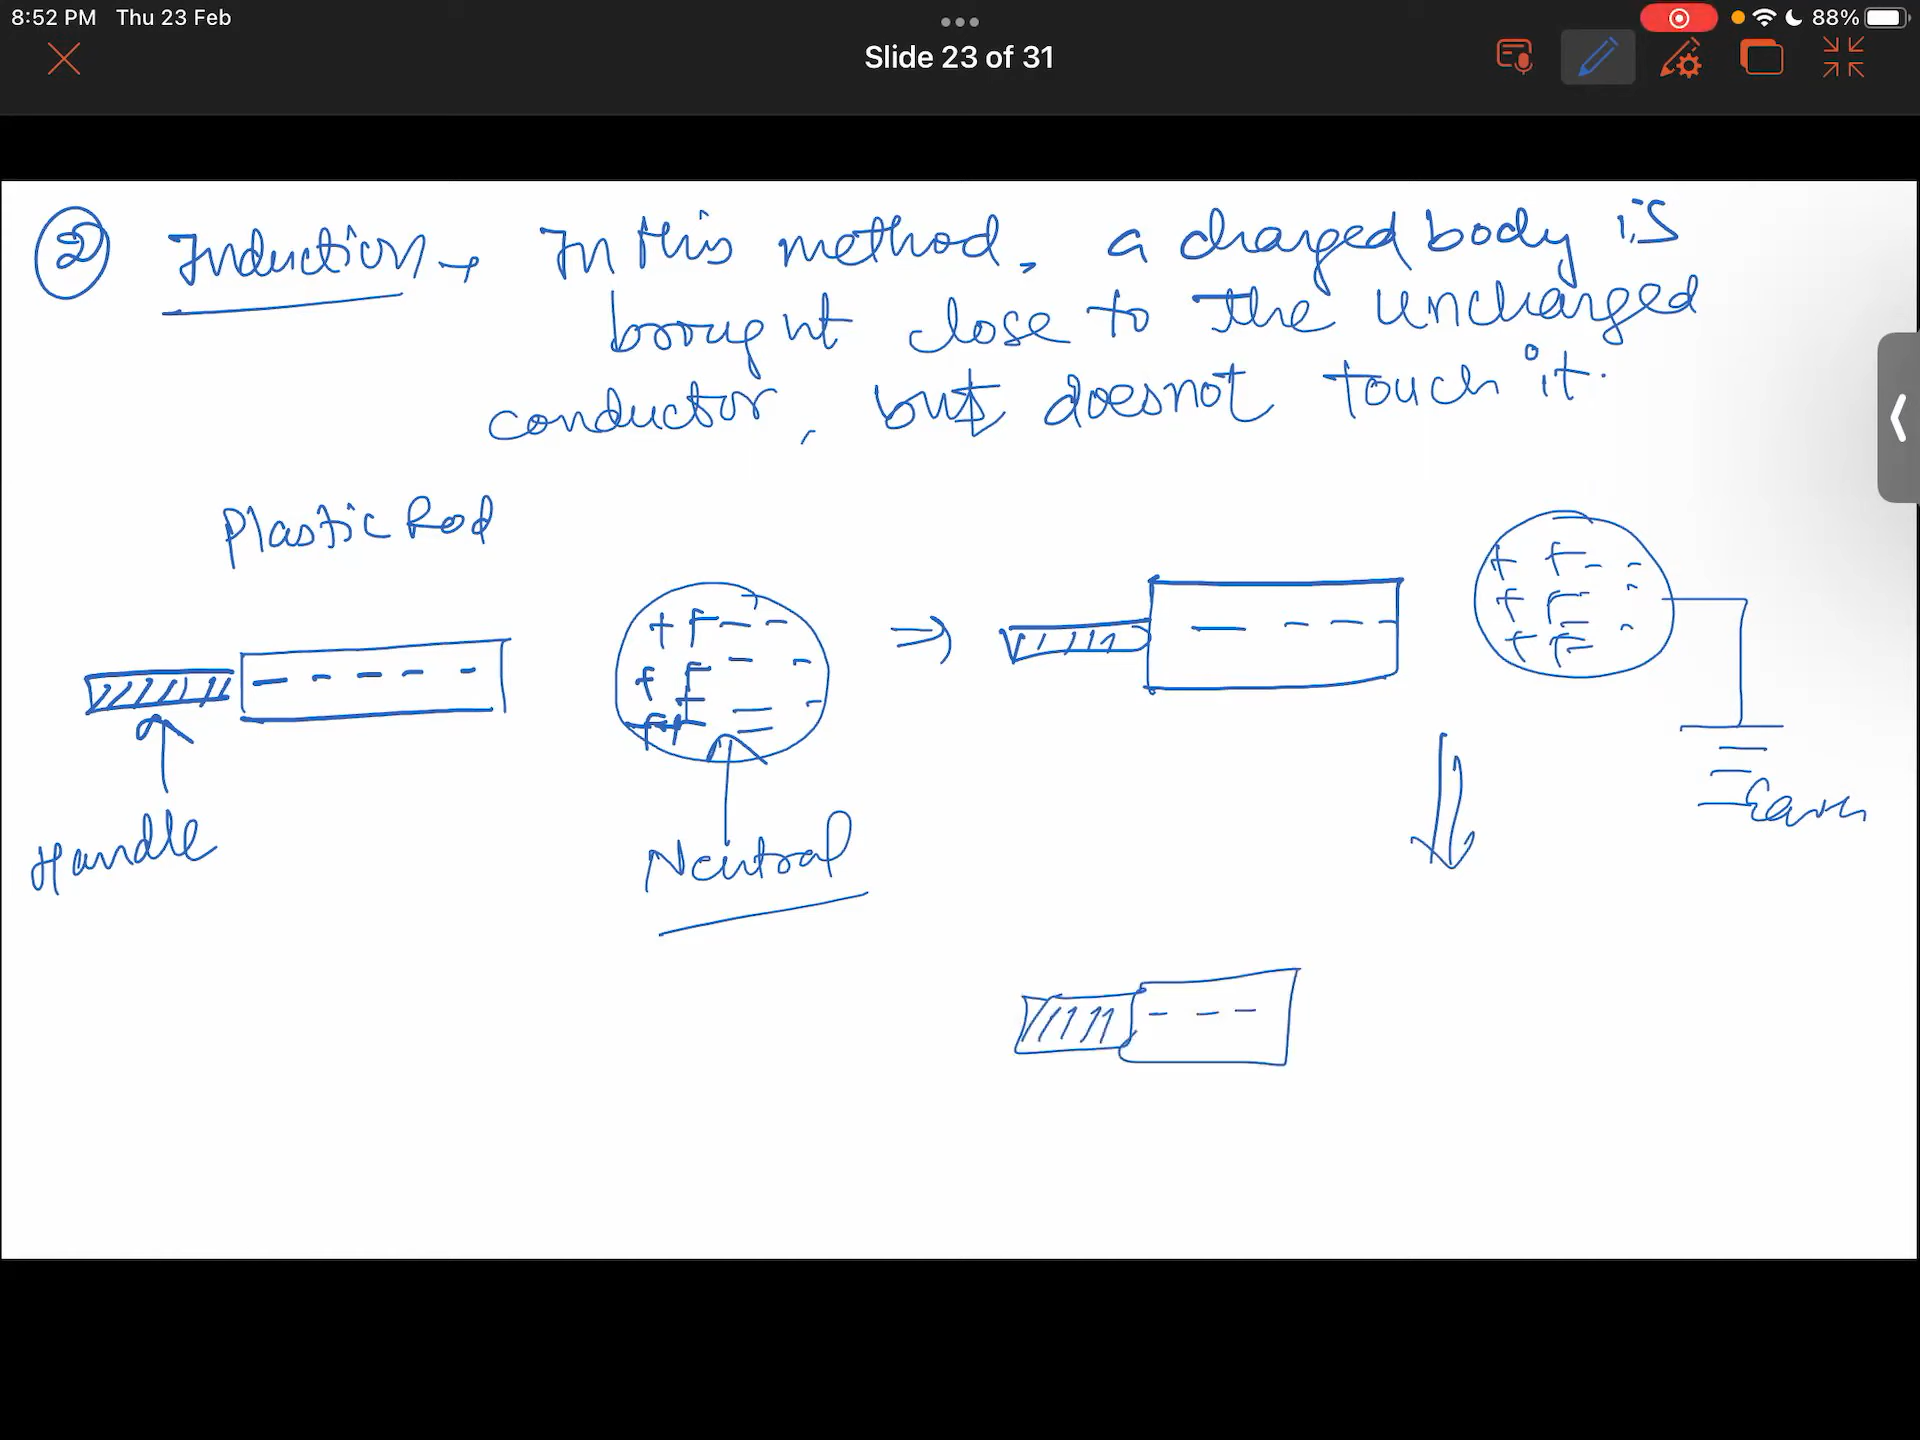 8:52 PM Thu 23 Feb
88%
Slide 23 of 31
② Induction → In this method, a charged body is
brought close to the uncharged
conductor, but doesnot touch it.
Plastic Rod
Handle
Neutral
Earth